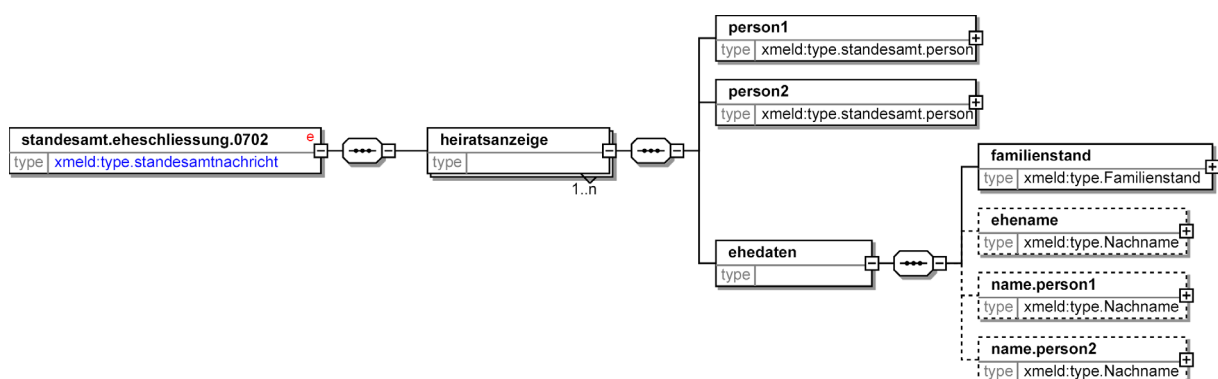 person1
type xmeld:type.standesamt.person
person2
type xmeld:type.standesamt.person
standesamt.eheschliessung.0702 e
type xmeld:type.standesamtnachricht
heiratsanzeige
type
1..n
familienstand
type xmeld:type.Familienstand
ehename
type xmeld:type.Nachname
ehedaten
type
name.person1
type xmeld:type.Nachname
name.person2
type xmeld:type.Nachname